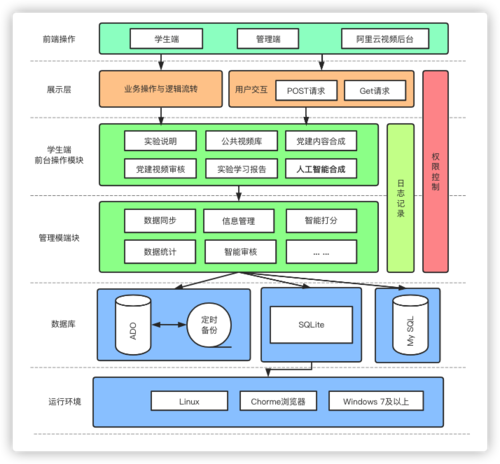 前端操作
学生端
管理端
阿里云视频后台
展示层
业务操作与逻辑流转
用户交互
POST请求
Get请求
学生端
前台操作模块
实验说明
公共视频库
党建内容合成
党建视频审核
实验学习报告
人工智能合成
日志记录
权限控制
管理模端块
数据同步
信息管理
智能打分
数据统计
智能审核
... ...
数据库
ADO
定时
备份
SQLite
My SQL
运行环境
Linux
Chorme浏览器
Windows 7及以上